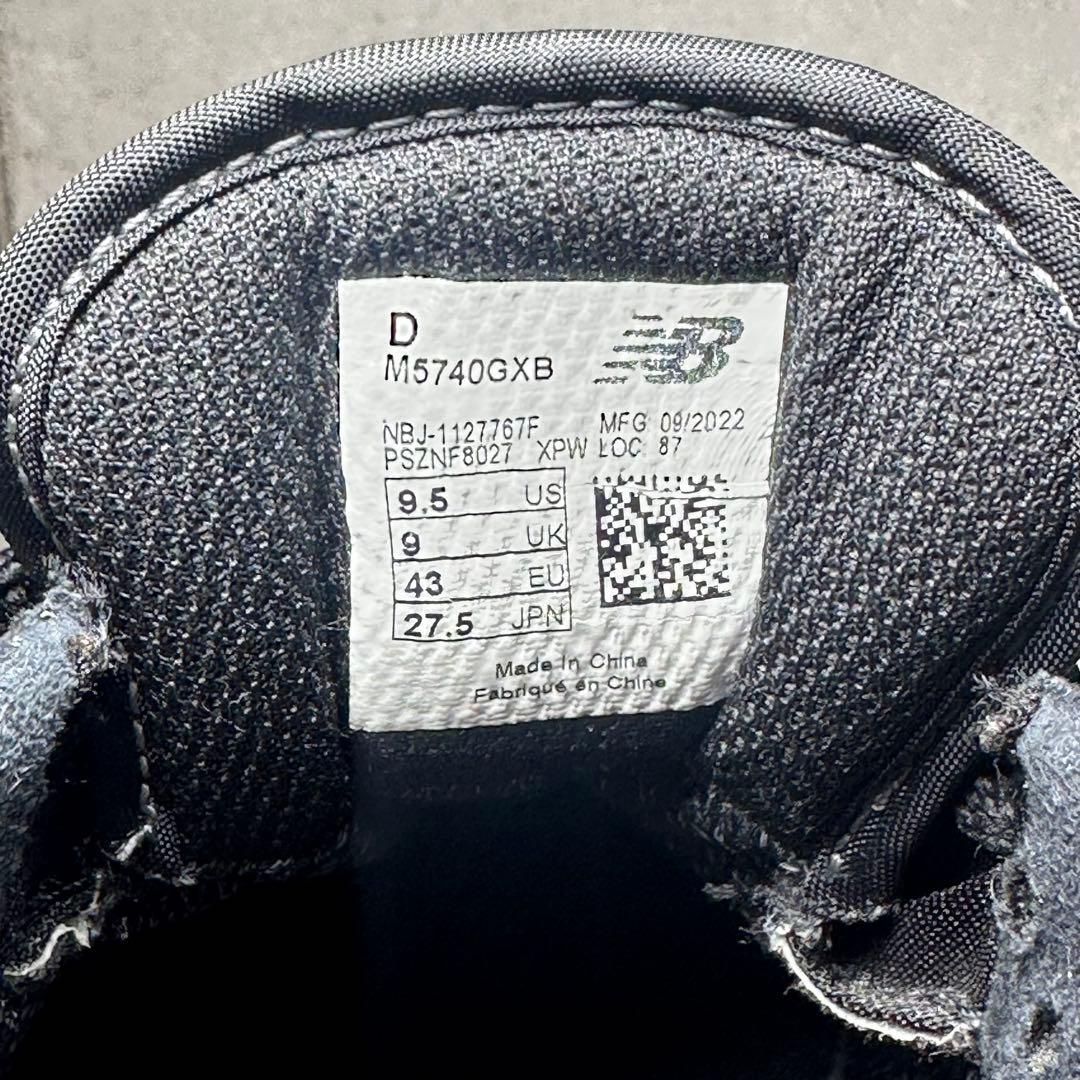 D
M5740GXB
NB
NBJ-1127767F MFG 09/2022
PSZNF8027 XPW LOC: 87
9.5 US
9 UK
43 EU
27.5 JPN
Made in China
Fabriqué en Chine